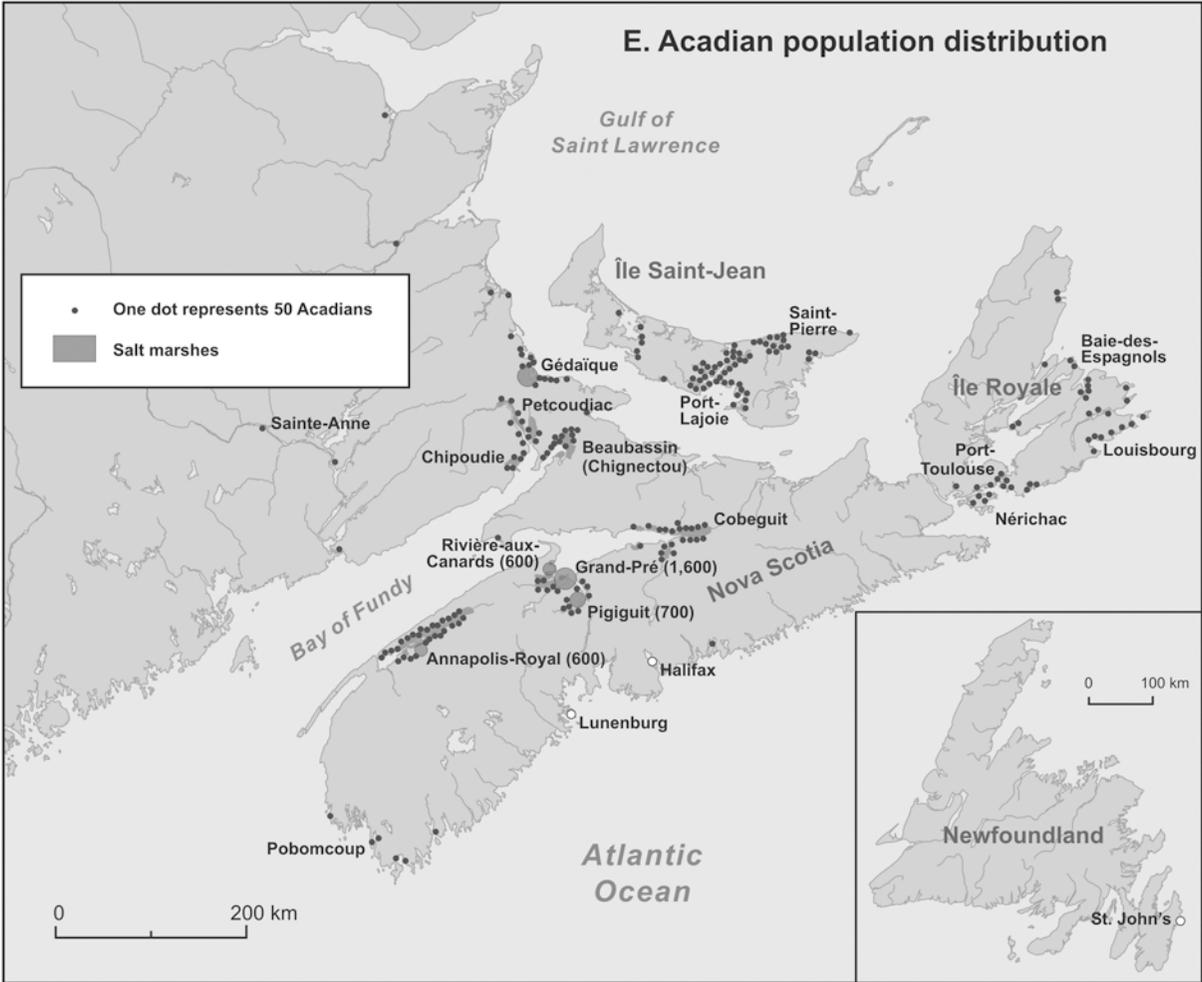 E. Acadian population distribution
Gulf of
Saint Lawrence
Île Saint-Jean
One dot represents 50 Acadians
Salt marshes
Saint-
Pierre
Baie-des-
Espagnols
Gédaïque
Île Royale
Petcoudiac
Port-
Lajoie
Sainte-Anne
Chipoudie
Beaubassin
(Chignectou)
Port-
Toulouse
Louisbourg
Nérichac
Cobeguit
Rivière-aux-
Canards (600)
Grand-Pré (1,600)
Nova Scotia
Pigiguit (700)
Bay of Fundy
Annapolis-Royal (600)
Halifax
Lunenburg
0 100 km
Newfoundland
Pobomcoup
Atlantic
Ocean
0 200 km
St. John's